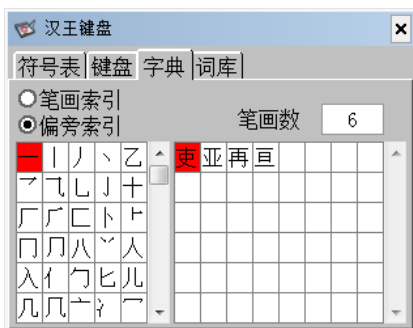 汉王键盘
符号表 键盘 字典 词库
笔画索引
偏旁索引 笔画数 6
一 丨 丿 丶 乙 吏 亚 再 亘
乛 ⺄ 乚 亅 十
厂 𠂆 匚 卜 ⺊
冂 𠘨 八 丷 人
入 亻 勹 匕 儿
几 𠘨 亠 冫 冖